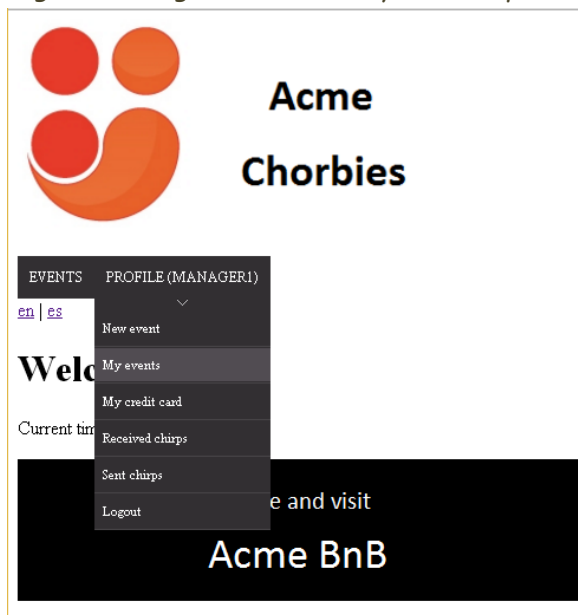 Acme
Chorbies
EVENTS PROFILE (MANAGER1)
en | es
New event
Welc
My events
My credit card
Current tim
Received chirps
Sent chirps
Logout
e and visit
Acme BnB